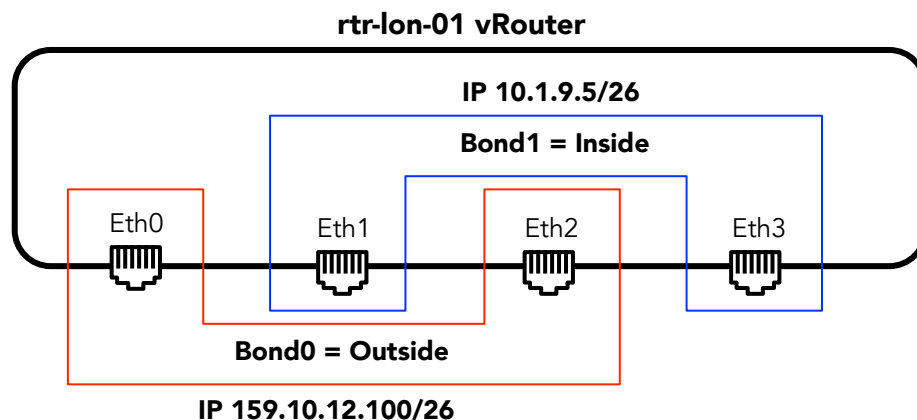 rtr-lon-01 vRouter
IP 10.1.9.5/26
Bond1 = Inside
Eth0
Eth1
Eth2
Eth3
Bond0 = Outside
IP 159.10.12.100/26